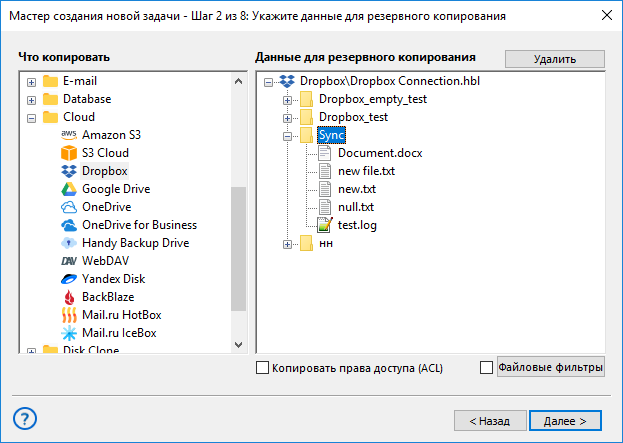 Мастер создания новой задачи - Шаг 2 из 8: Укажите данные для резервного копирования
Что копировать
E-mail
Database
Cloud
aws Amazon S3
S3 Cloud
Dropbox
Google Drive
OneDrive
OneDrive for Business
Handy Backup Drive
DAV WebDAV
Yandex Disk
BackBlaze
Mail.ru HotBox
Mail.ru IceBox
Disk Clone
Данные для резервного копирования
Удалить
Dropbox\Dropbox Connection.hbl
Dropbox_empty_test
Dropbox_test
Sync
Document.docx
new file.txt
new.txt
null.txt
test.log
нн
Копировать права доступа (ACL)
Файловые фильтры
?
< Назад
Далее >